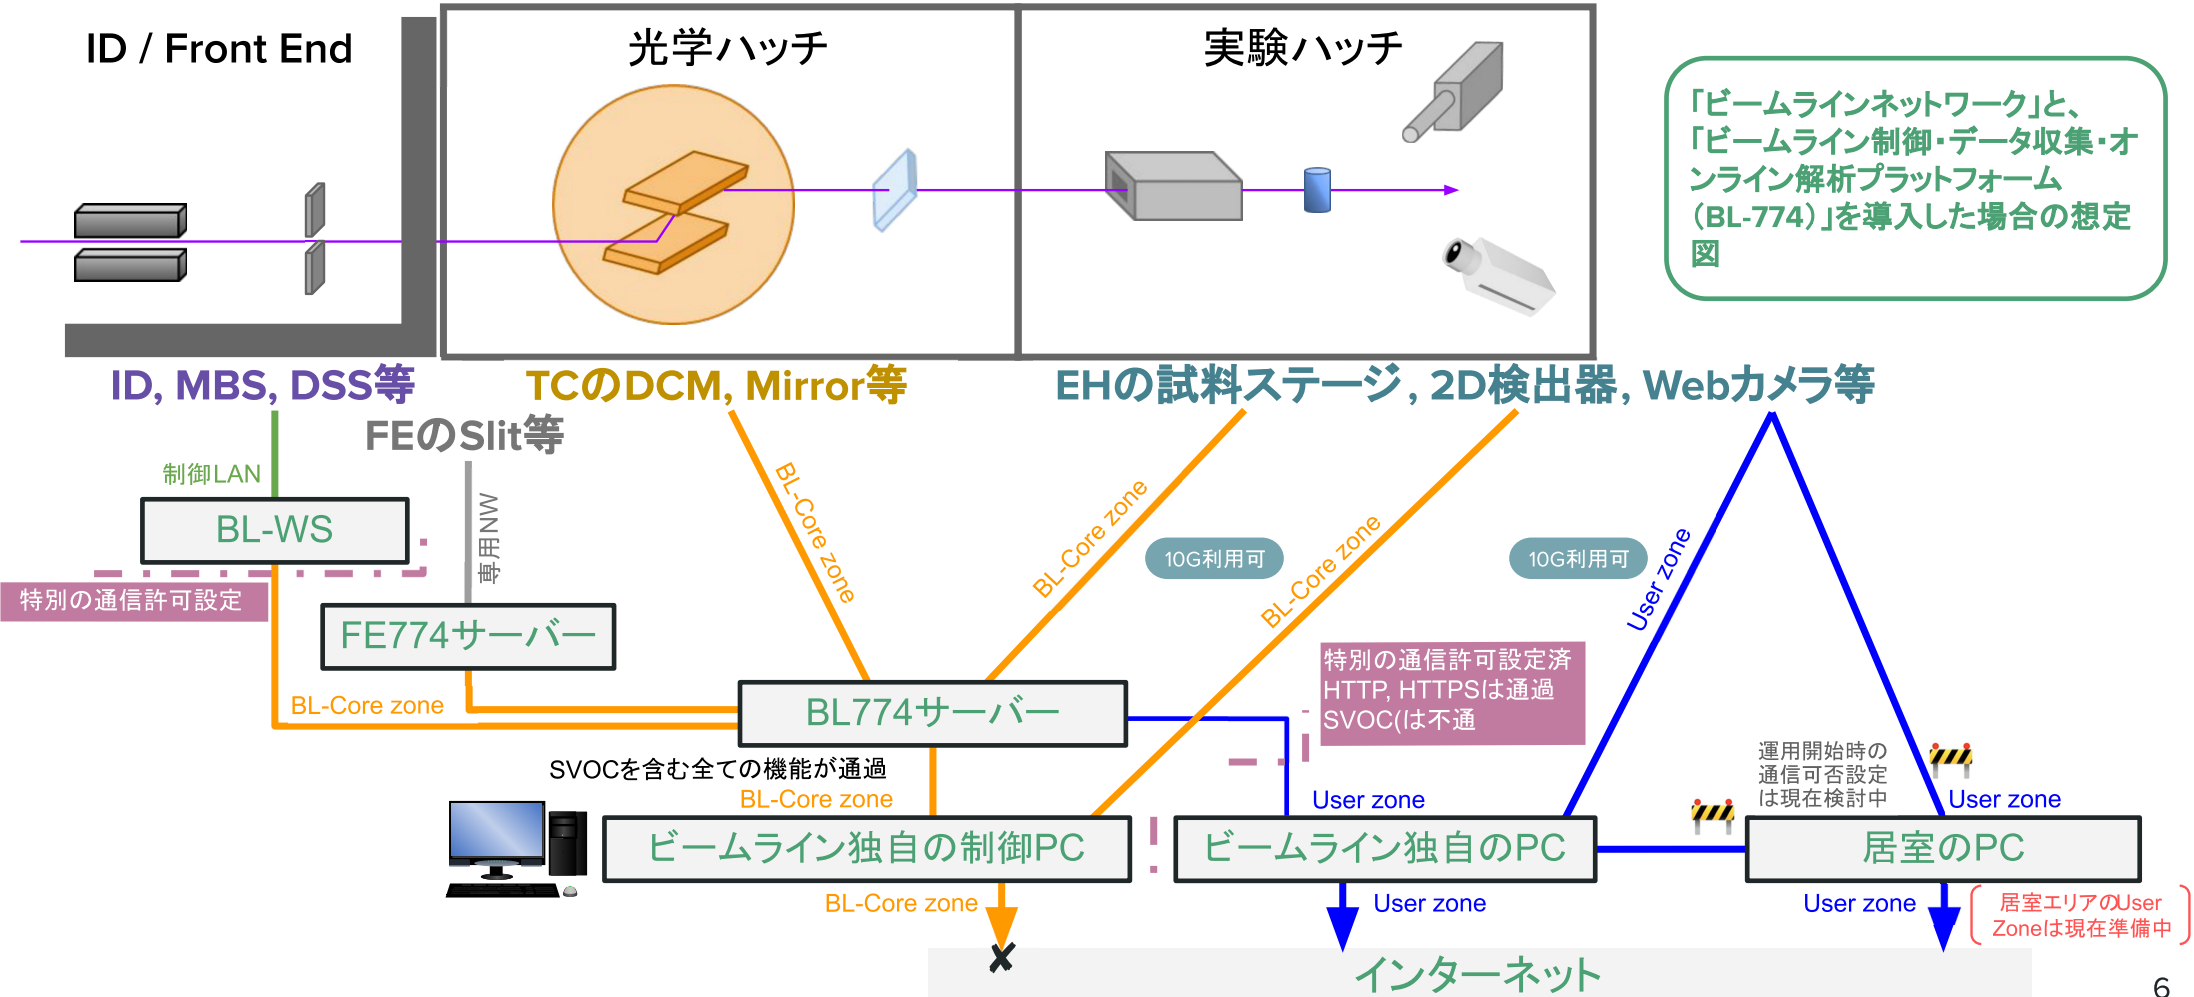 ID / Front End
光学ハッチ
実験ハッチ
「ビームラインネットワーク」と、
「ビームライン制御・データ収集・オ
ンライン解析プラットフォーム
（BL-774）」を導入した場合の想定
図
ID, MBS, DSS等
TCのDCM, Mirror等
EHの試料ステージ, 2D検出器, Webカメラ等
FEのSlit等
制御LAN
BL-WS
専用NW
BL-Core zone
BL-Core zone
10G利用可
BL-Core zone
10G利用可
User zone
特別の通信許可設定
FE774サーバー
特別の通信許可設定済
HTTP, HTTPSは通過
SVOC(は不通
BL-Core zone
BL774サーバー
SVOCを含む全ての機能が通過
BL-Core zone
User zone
運用開始時の
通信可否設定
は現在検討中
User zone
ビームライン独自の制御PC
ビームライン独自のPC
居室のPC
BL-Core zone
User zone
User zone
居室エリアのUser
Zoneは現在準備中
インターネット
6